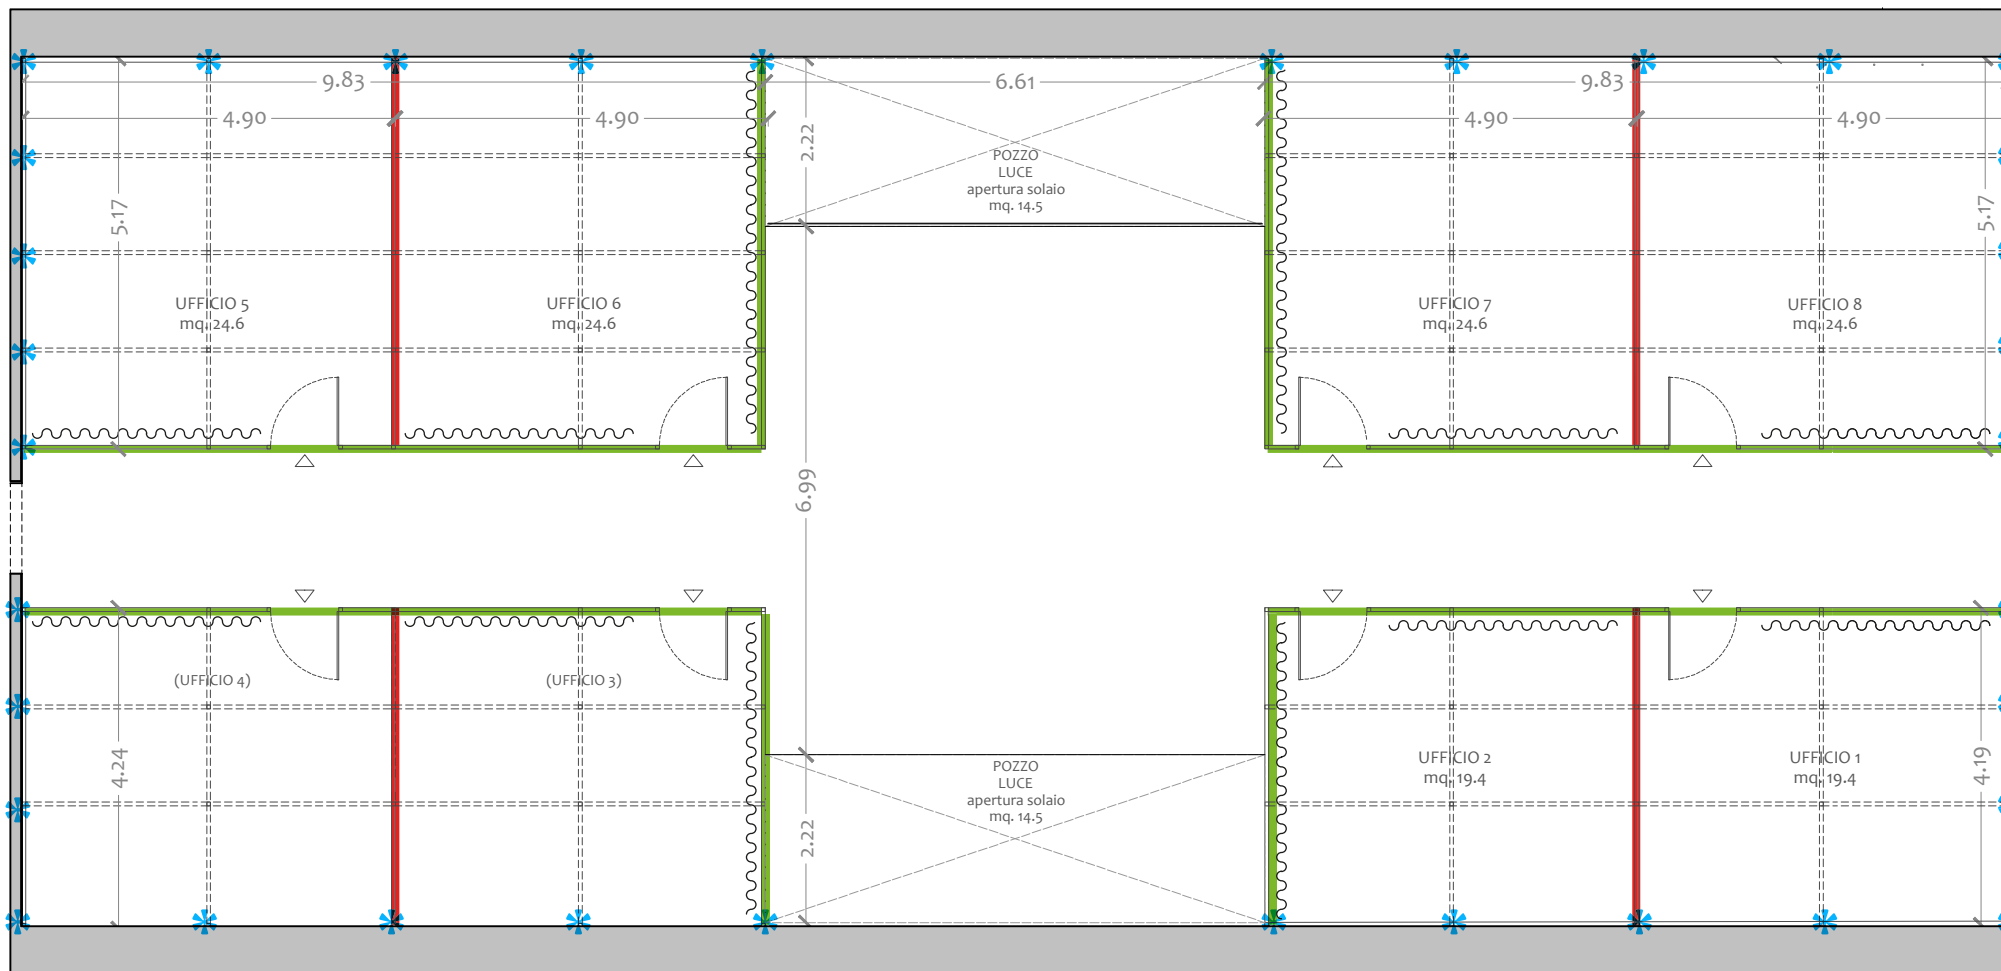 9.83
6.61
9.83
4.90
4.90
4.90
4.90
2.22
POZZO
LUCE
apertura solaio
mq. 14.5
5.17
5.17
UFFICIO 5
mq. 24.6
UFFICIO 6
mq. 24.6
UFFICIO 7
mq. 24.6
UFFICIO 8
mq. 24.6
6.99
(UFFICIO 4)
(UFFICIO 3)
4.24
UFFICIO 2
mq. 19.4
UFFICIO 1
mq. 19.4
4.19
POZZO
LUCE
apertura solaio
mq. 14.5
2.22